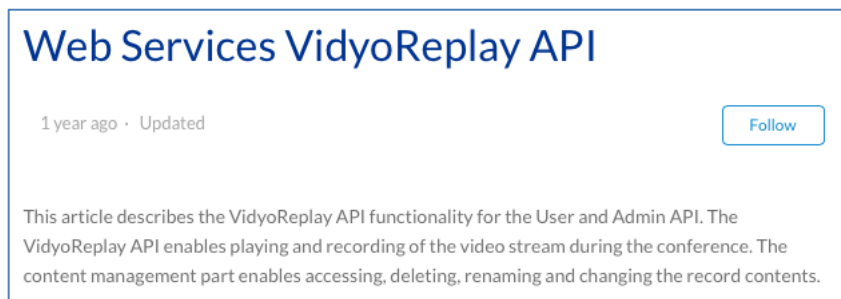 Web Services VidyoReplay API
1 year ago · Updated
Follow
This article describes the VidyoReplay API functionality for the User and Admin API. The
VidyoReplay API enables playing and recording of the video stream during the conference. The
content management part enables accessing, deleting, renaming and changing the record contents.